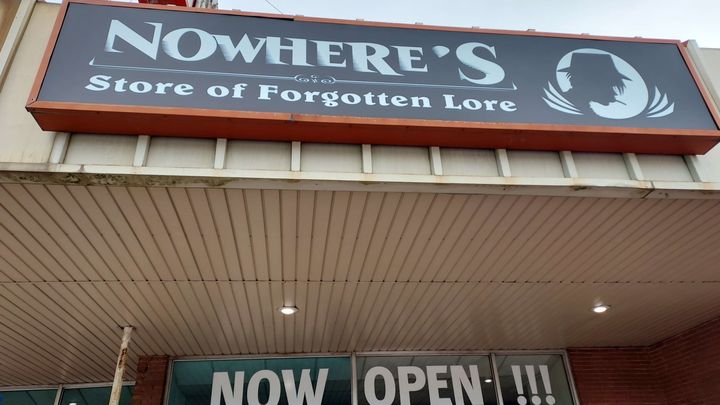 NOWHERE'S
Store of Forgotten Lore
NOW OPEN !!!